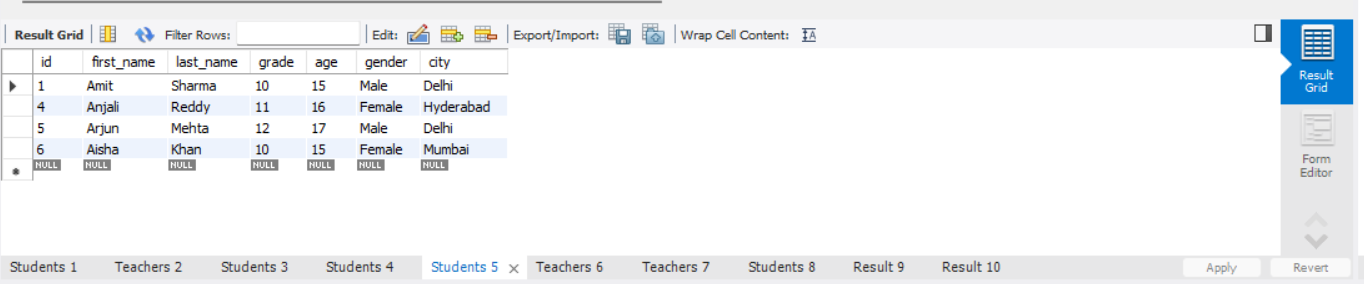 Result Grid Filter Rows: Edit: Export/Import: Wrap Cell Content: IA
id first_name last_name grade age gender city
1 Amit Sharma 10 15 Male Delhi
4 Anjali Reddy 11 16 Female Hyderabad
5 Arjun Mehta 12 17 Male Delhi
6 Aisha Khan 10 15 Female Mumbai
NULL NULL NULL NULL NULL NULL NULL
Result
Grid
Form
Editor
Students 1 Teachers 2 Students 3 Students 4 Students 5 × Teachers 6 Teachers 7 Students 8 Result 9 Result 10 Apply Revert